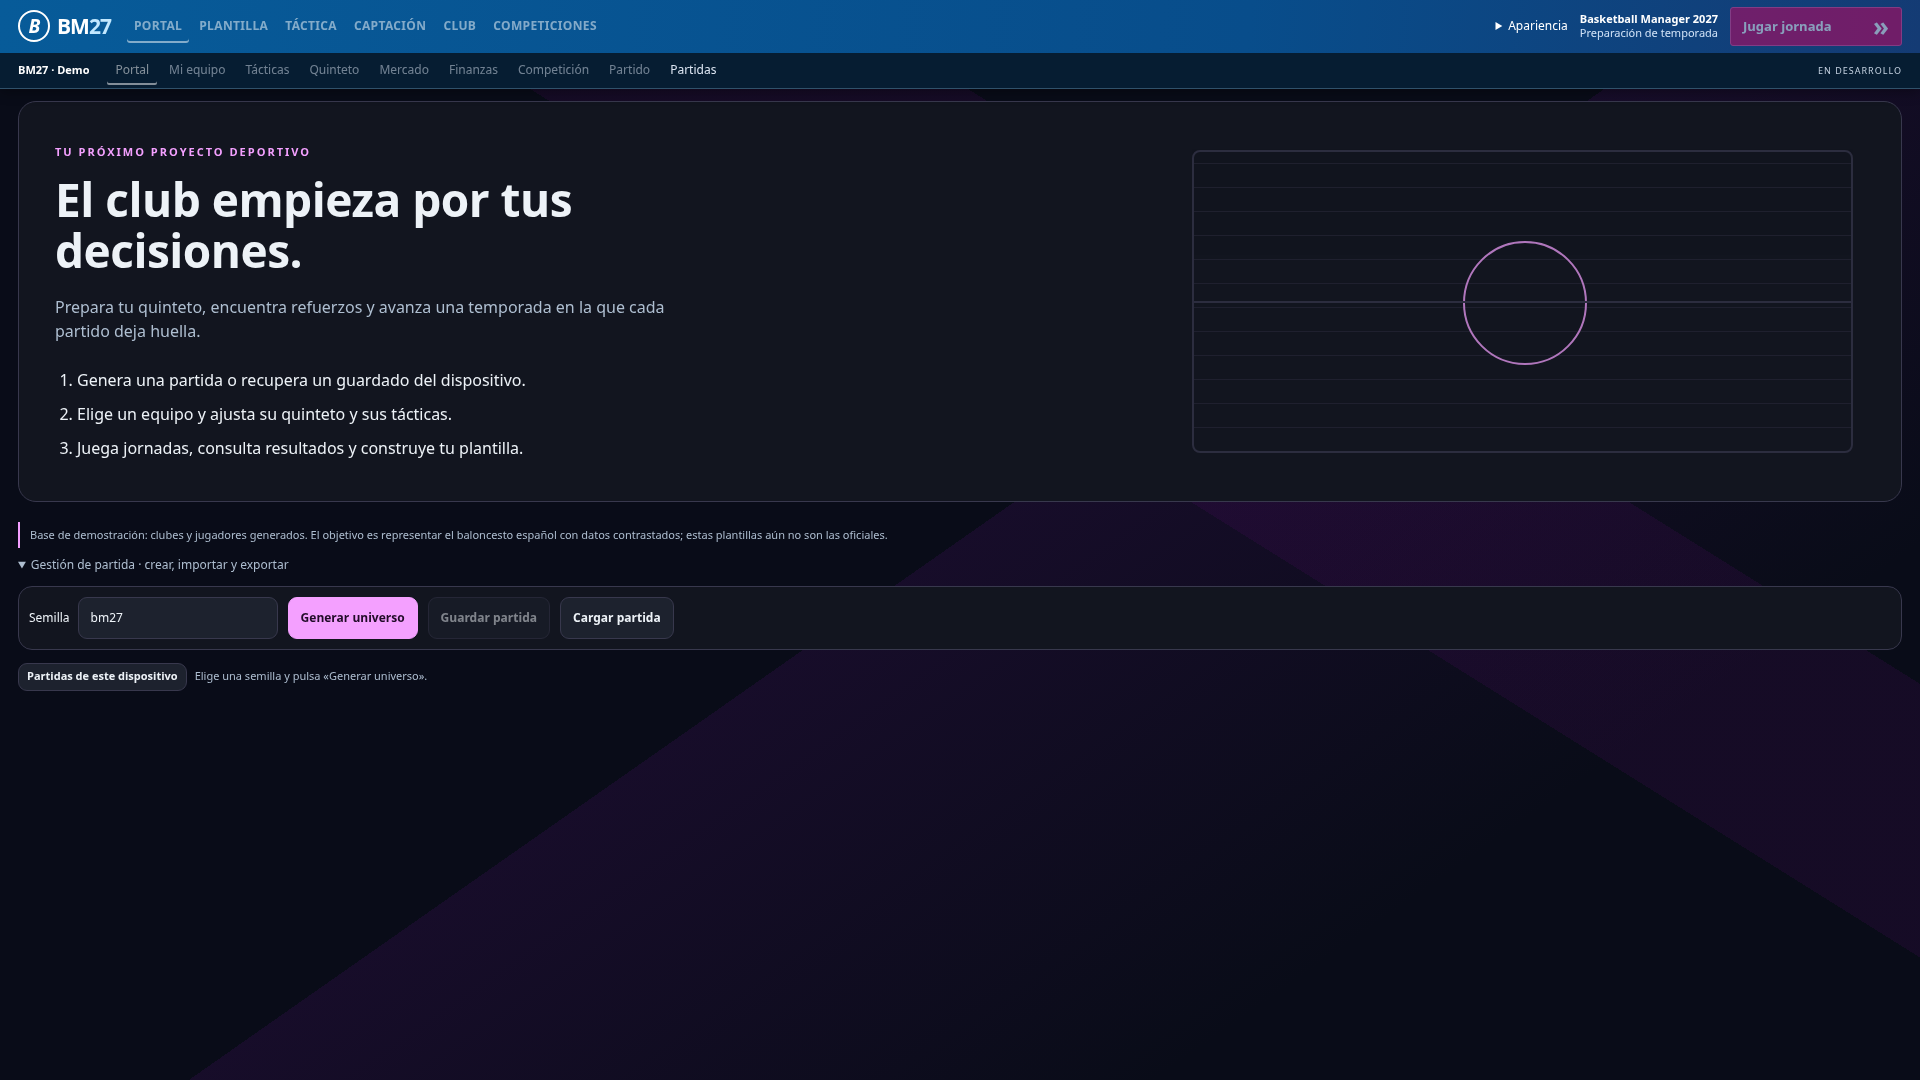 B BM27 PORTAL PLANTILLA TÁCTICA CAPTACIÓN CLUB COMPETICIONES
Apariencia
Basketball Manager 2027
Preparación de temporada
Jugar jornada »
BM27 · Demo Portal Mi equipo Tácticas Quinteto Mercado Finanzas Competición Partido Partidas EN DESARROLLO
TU PRÓXIMO PROYECTO DEPORTIVO
El club empieza por tus
decisiones.
Prepara tu quinteto, encuentra refuerzos y avanza una temporada en la que cada
partido deja huella.
1. Genera una partida o recupera un guardado del dispositivo.
2. Elige un equipo y ajusta su quinteto y sus tácticas.
3. Juega jornadas, consulta resultados y construye tu plantilla.
Base de demostración: clubes y jugadores generados. El objetivo es representar el baloncesto español con datos contrastados; estas plantillas aún no son las oficiales.
Gestión de partida · crear, importar y exportar
Semilla bm27 Generar universo Guardar partida Cargar partida
Partidas de este dispositivo Elige una semilla y pulsa «Generar universo».